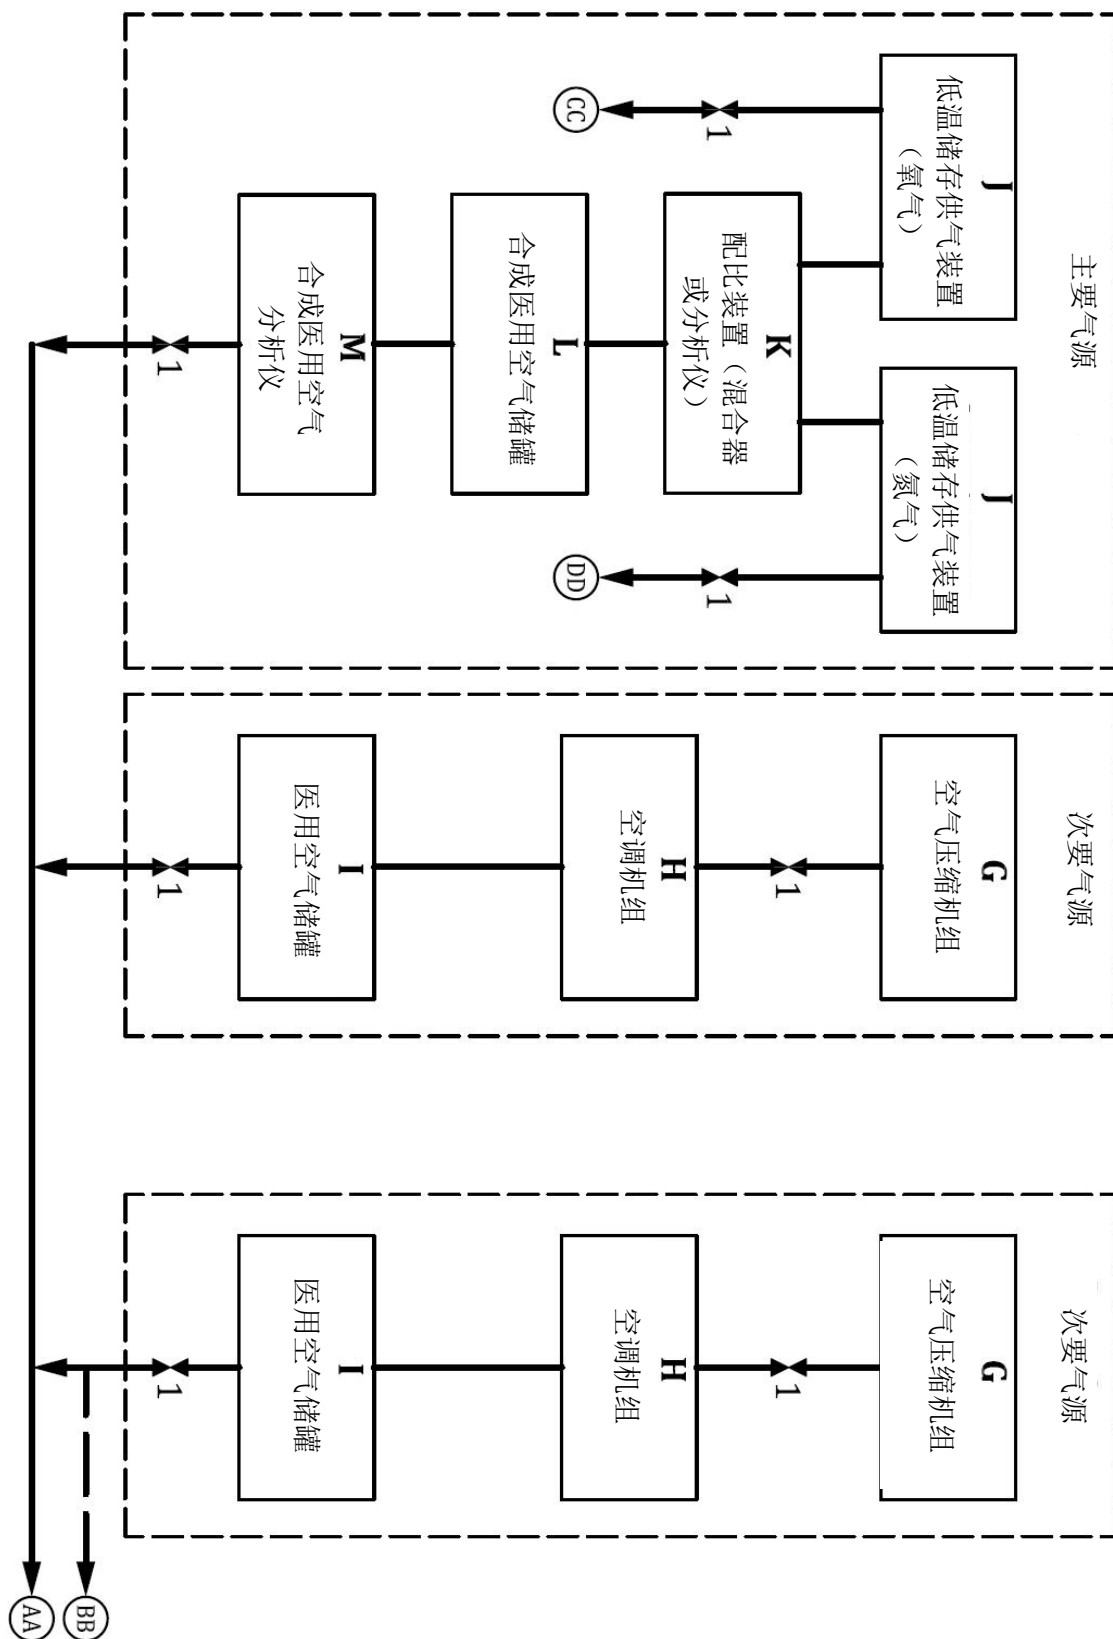 主要气源
J
低温储存供气装置
（氧气）
J
低温储存供气装置
（氮气）
1
CC
K
配比装置（混合器
或分析仪）
1
DD
L
合成医用空气储罐
M
合成医用空气
分析仪
1
次要气源
G
空气压缩机组
1
H
空调机组
I
医用空气储罐
1
次要气源
G
空气压缩机组
1
H
空调机组
I
医用空气储罐
1
BB
AA